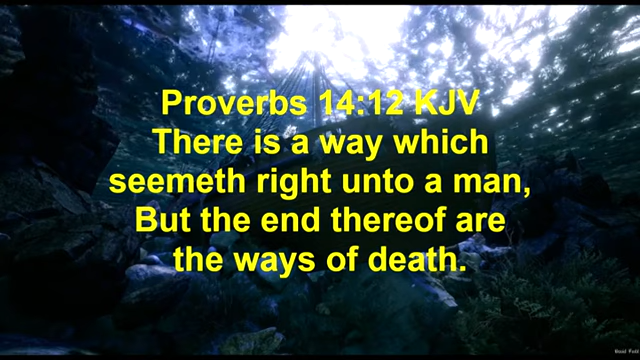 Proverbs 14:12 KJV
There is a way which
seemeth right unto a man,
But the end thereof are
the ways of death.